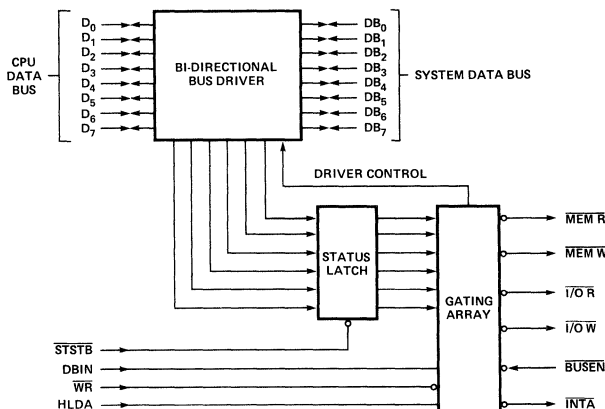 D0
D1
D2
D3
D4
D5
D6
D7
CPU
DATA
BUS
BI-DIRECTIONAL
BUS DRIVER
DB0
DB1
DB2
DB3
DB4
DB5
DB6
DB7
SYSTEM DATA BUS
DRIVER CONTROL
STATUS
LATCH
GATING
ARRAY
MEM R
MEM W
I/O R
I/O W
BUSEN
INTA
STSTB
DBIN
WR
HLDA